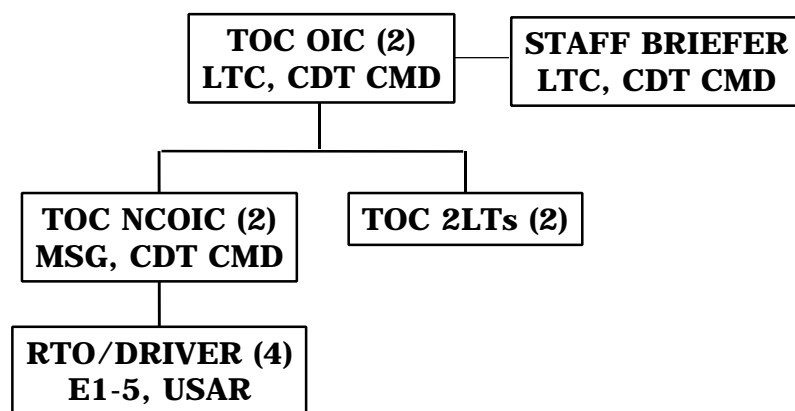 TOC OIC (2)
LTC, CDT CMD
STAFF BRIEFER
LTC, CDT CMD
TOC NCOIC (2)
MSG, CDT CMD
TOC 2LTs (2)
RTO/DRIVER (4)
E1-5, USAR